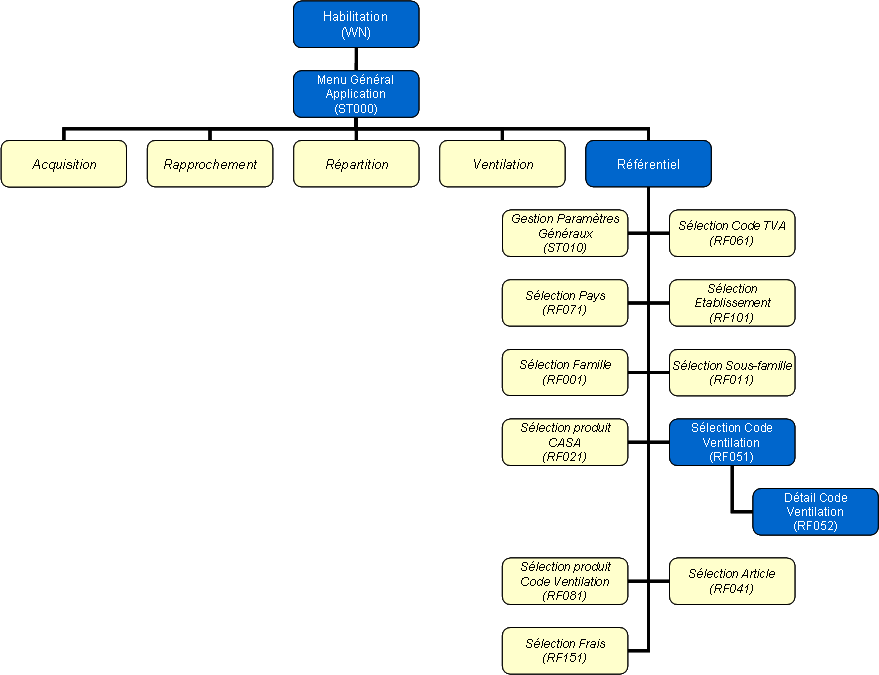 Habilitation
(WN)
Menu Général
Application
(ST000)
Acquisition
Rapprochement
Répartition
Ventilation
Référentiel
Gestion Paramètres
Généraux
(ST010)
Sélection Code TVA
(RF061)
Sélection Pays
(RF071)
Sélection
Etablissement
(RF101)
Sélection Famille
(RF001)
Sélection Sous-famille
(RF011)
Sélection produit
CASA
(RF021)
Sélection Code
Ventilation
(RF051)
Détail Code
Ventilation
(RF052)
Sélection produit
Code Ventilation
(RF081)
Sélection Article
(RF041)
Sélection Frais
(RF151)